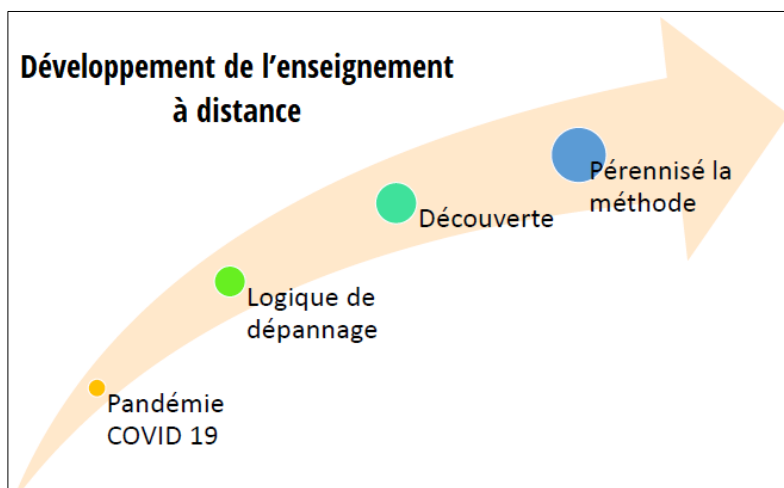 Développement de l’enseignement
à distance
Pérennisé la
méthode
Découverte
Logique de
dépannage
Pandémie
COVID 19